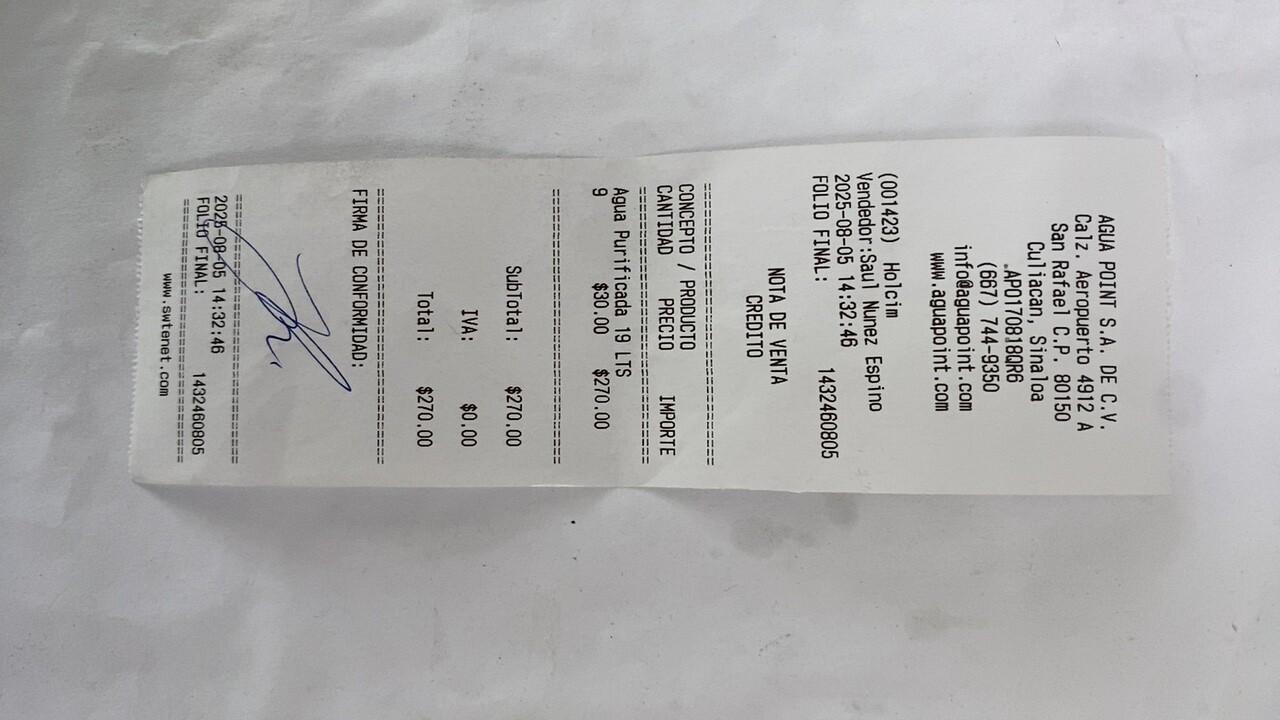 AGUA POINT S.A. DE C.V.
Calz. Aeropuerto 4912 A
San Rafael C.P. 80150
Culiacan, Sinaloa
.APO170818QR6
(667) 744-9350
info@aguapoint.com
www.aguapoint.com
(001423) Holcim
Vendedor:Saul Nunez Espino
2025-08-05 14:32:46
FOLIO FINAL: 1432460805
NOTA DE VENTA
CREDITO
================================
CONCEPTO / PRODUCTO
CANTIDAD PRECIO IMPORTE
================================
Agua Purificada 19 LTS
9 $30.00 $270.00
================================
SubTotal: $270.00
IVA: $0.00
Total: $270.00
================================
FIRMA DE CONFORMIDAD:
================================
2025-08-05 14:32:46
FOLIO FINAL: 1432460805
================================
www.swtenet.com